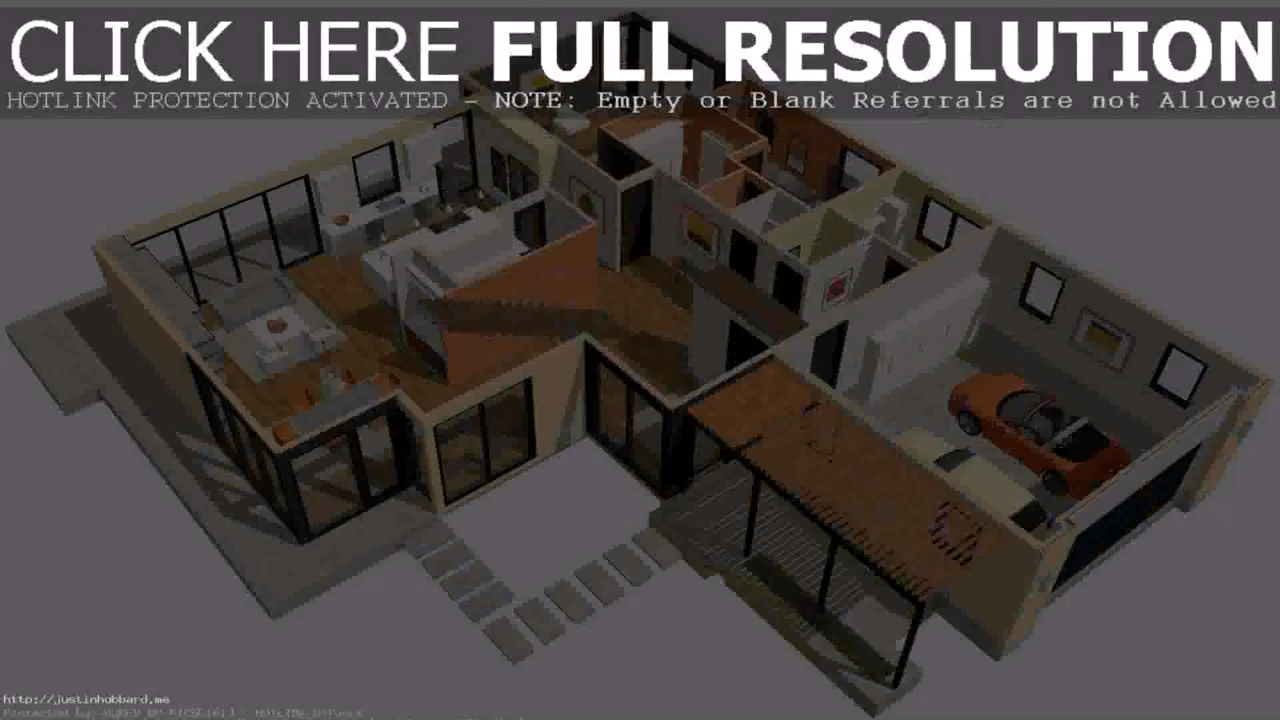 CLICK HERE FULL RESOLUTION
HOTLINK PROTECTION ACTIVATED - NOTE: Empty or Blank Referrals are not Allowed
http://justinhubbard.me